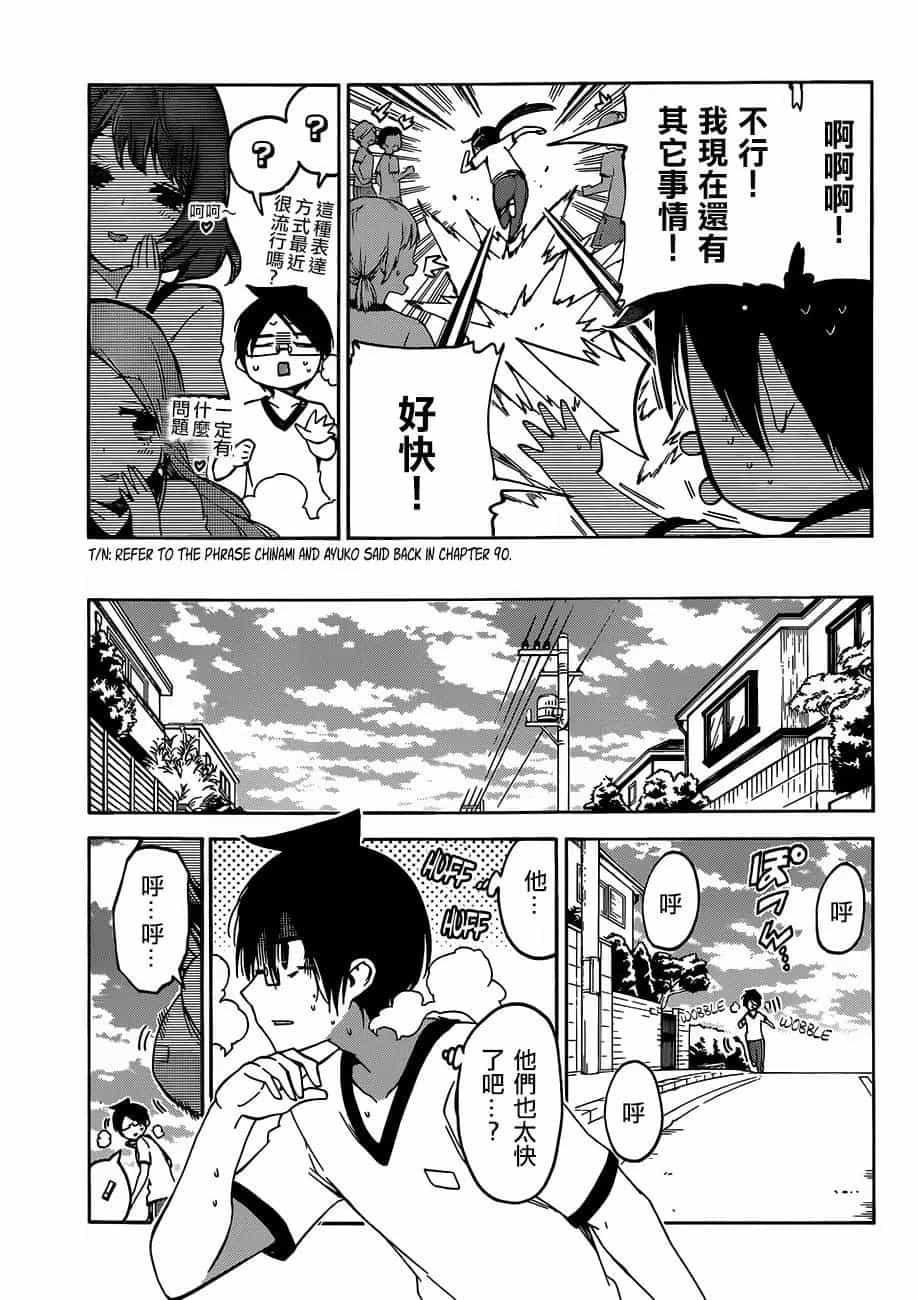 啊啊啊！
不行！
我現在還有
其它事情！
好快！
？
？
這種表達
方式最近
很流行嗎？
呵呵～♡
一定有
什麼
問題♡
T/N: REFER TO THE PHRASE CHINAMI AND AYUKO SAID BACK IN CHAPTER 90.
呼
ぽつん…
呼
WOBBLE
WOBBLE
呼
他…
HUFF
HUFF
他們也太快
了吧…?
呼…呼
…